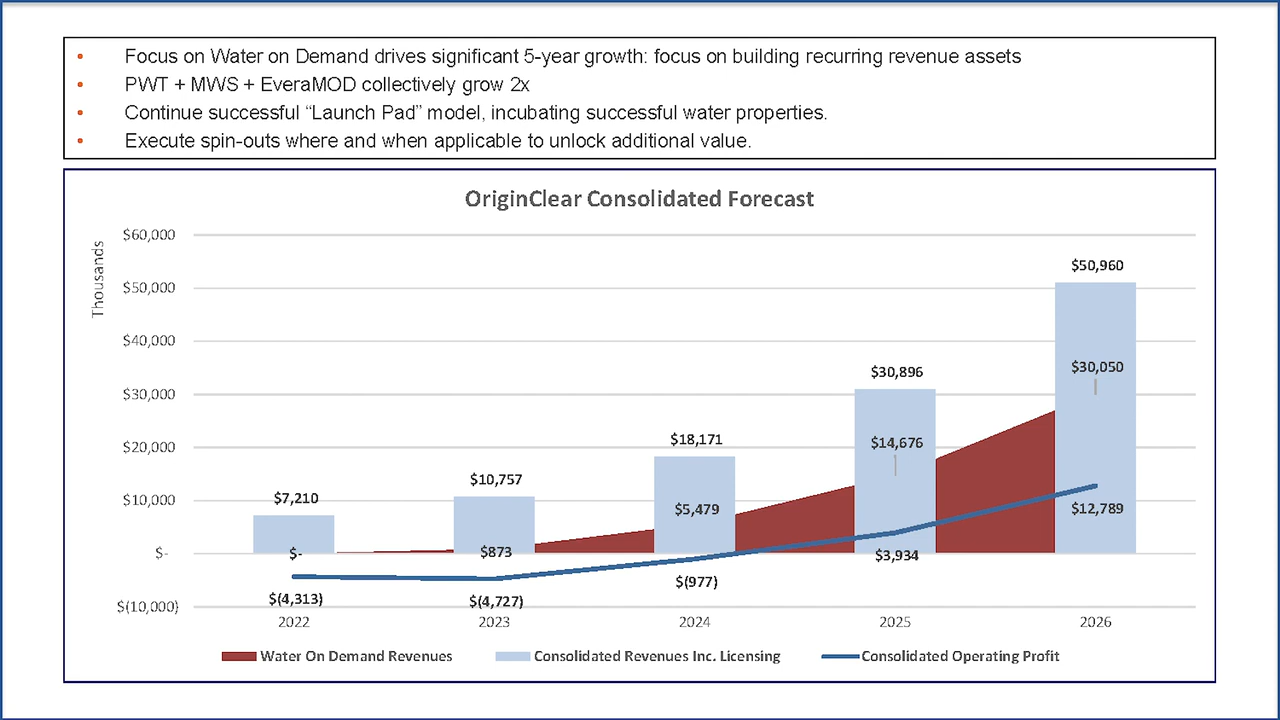 • Focus on Water on Demand drives significant 5-year growth: focus on building recurring revenue assets
• PWT + MWS + EveraMOD collectively grow 2x
• Continue successful “Launch Pad” model, incubating successful water properties.
• Execute spin-outs where and when applicable to unlock additional value.
OriginClear Consolidated Forecast
Thousands
$60,000
$50,000
$40,000
$30,000
$20,000
$10,000
$-
$(10,000)
$7,210
$10,757
$18,171
$30,896
$50,960
$-
$873
$5,479
$14,676
$30,050
$(4,313)
$(4,727)
$(977)
$3,934
$12,789
2022 2023 2024 2025 2026
Water On Demand Revenues Consolidated Revenues Inc. Licensing Consolidated Operating Profit